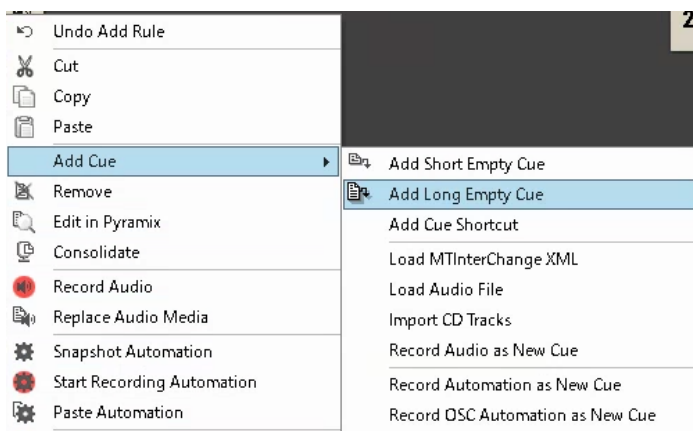 2
Undo Add Rule
Cut
Copy
Paste
Add Cue
Remove
Edit in Pyramix
Consolidate
Record Audio
Replace Audio Media
Snapshot Automation
Start Recording Automation
Paste Automation
Add Short Empty Cue
Add Long Empty Cue
Add Cue Shortcut
Load MTInterChange XML
Load Audio File
Import CD Tracks
Record Audio as New Cue
Record Automation as New Cue
Record OSC Automation as New Cue